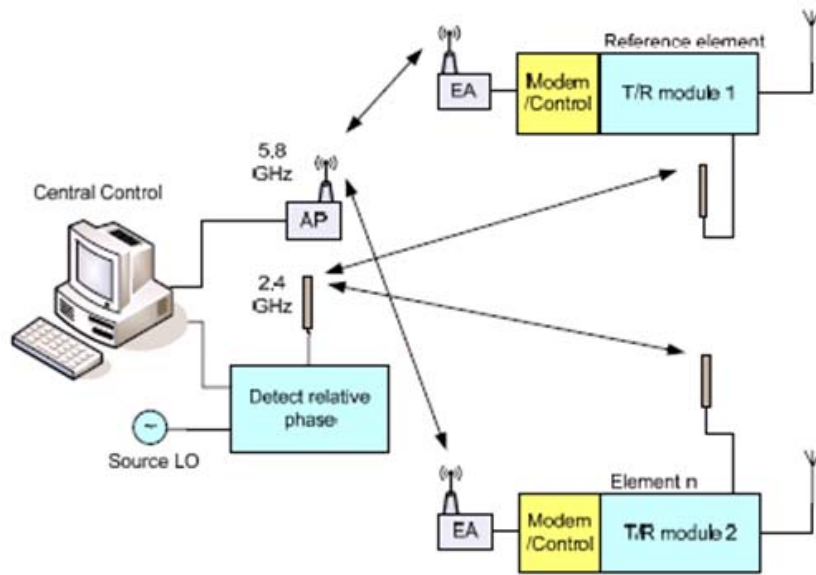 Reference element
EA
Modem
/Control
T/R module 1
5.8
GHz
Central Control
AP
2.4
GHz
Detect relative
phase
~
Source LO
Element n
EA
Modem
/Control
T/R module 2